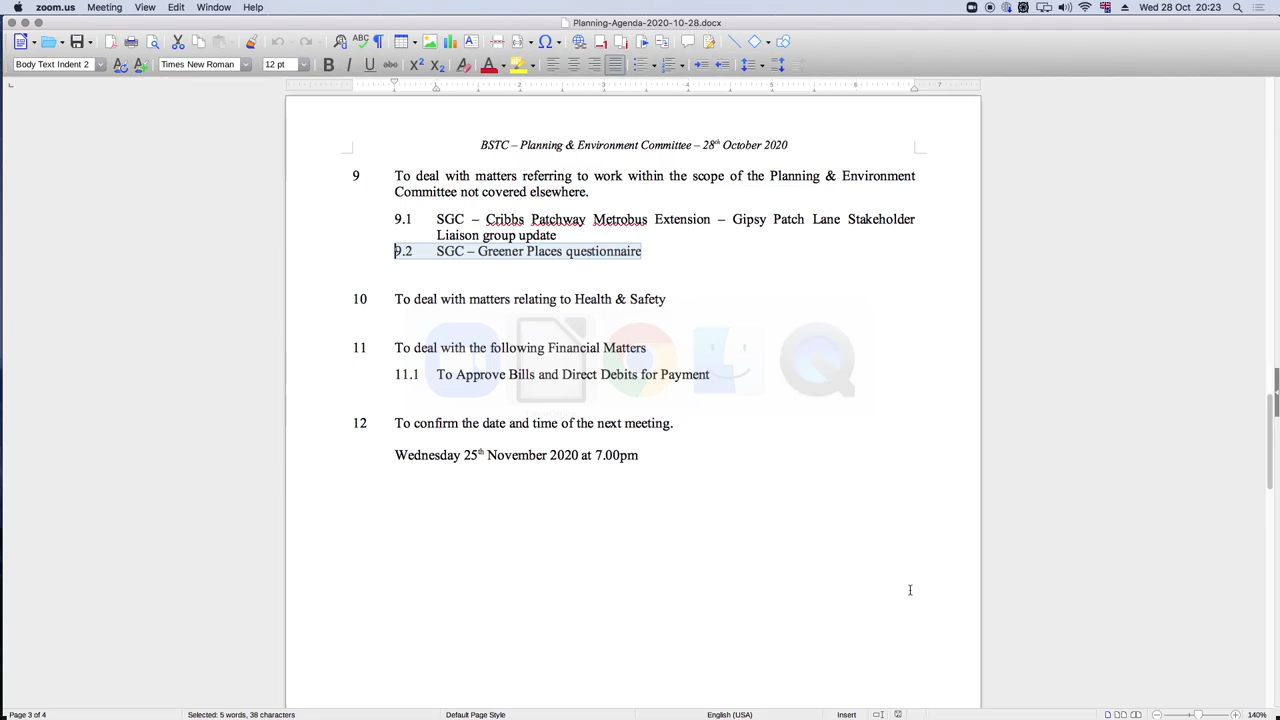 zoom.us Meeting View Edit Window Help Wed 28 Oct 20:23
Planning-Agenda-2020-10-28.docx
Body Text Indent 2 Times New Roman 12 pt
1 2 3 4 5 6 7
BSTC – Planning & Environment Committee – 28th October 2020
9 To deal with matters referring to work within the scope of the Planning & Environment
Committee not covered elsewhere.
9.1 SGC – Cribbs Patchway Metrobus Extension – Gipsy Patch Lane Stakeholder
Liaison group update
9.2 SGC – Greener Places questionnaire
10 To deal with matters relating to Health & Safety
11 To deal with the following Financial Matters
11.1 To Approve Bills and Direct Debits for Payment
12 To confirm the date and time of the next meeting.
Wednesday 25th November 2020 at 7.00pm
Page 3 of 4 Selected: 5 words, 38 characters Default Page Style English (USA) Insert 140%